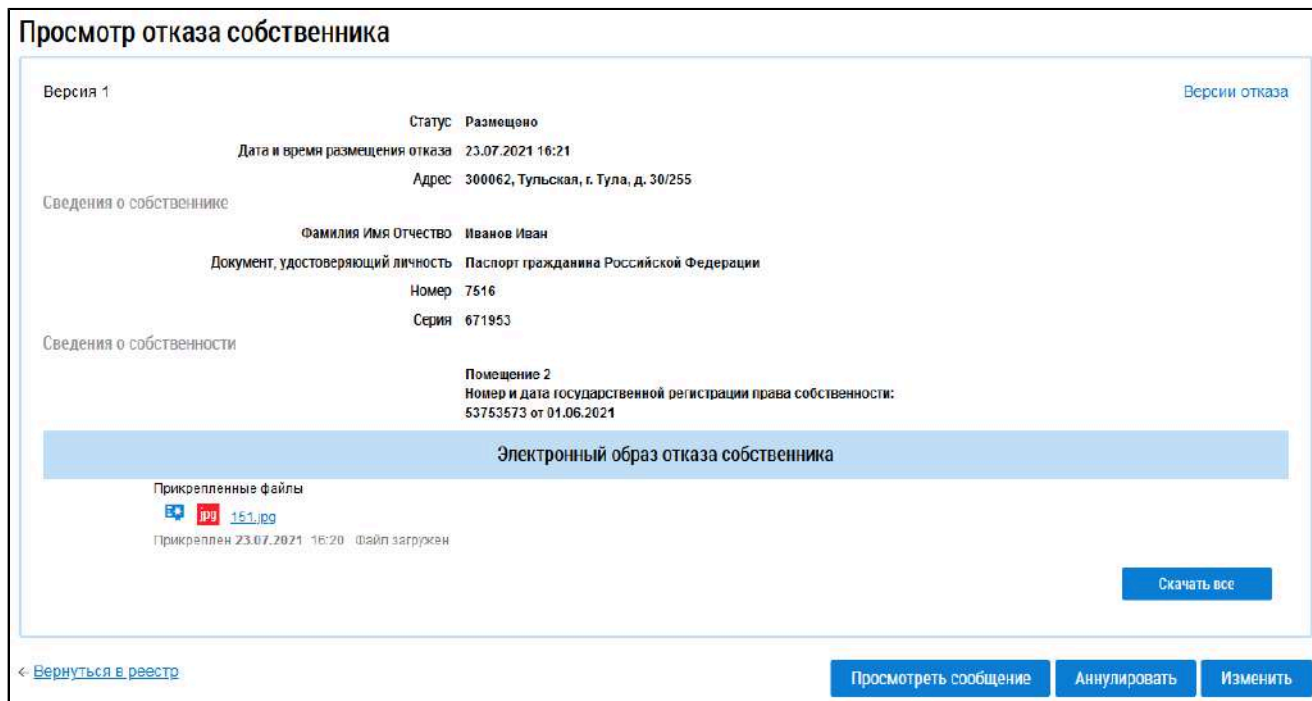 Просмотр отказа собственника
Версия 1
Версии отказа
Статус Размещено
Дата и время размещения отказа 23.07.2021 16:21
Адрес 300062, Тульская, г. Тула, д. 30/255
Сведения о собственнике
Фамилия Имя Отчество Иванов Иван
Документ, удостоверяющий личность Паспорт гражданина Российской Федерации
Номер 7516
Серия 671953
Сведения о собственности
Помещение 2
Номер и дата государственной регистрации права собственности:
53753573 от 01.06.2021
Электронный образ отказа собственника
Прикрепленные файлы
jpg 151.jpg
Прикреплен 23.07.2021 16:20 Файл загружен
Скачать все
← Вернуться в реестр
Просмотреть сообщение Аннулировать Изменить